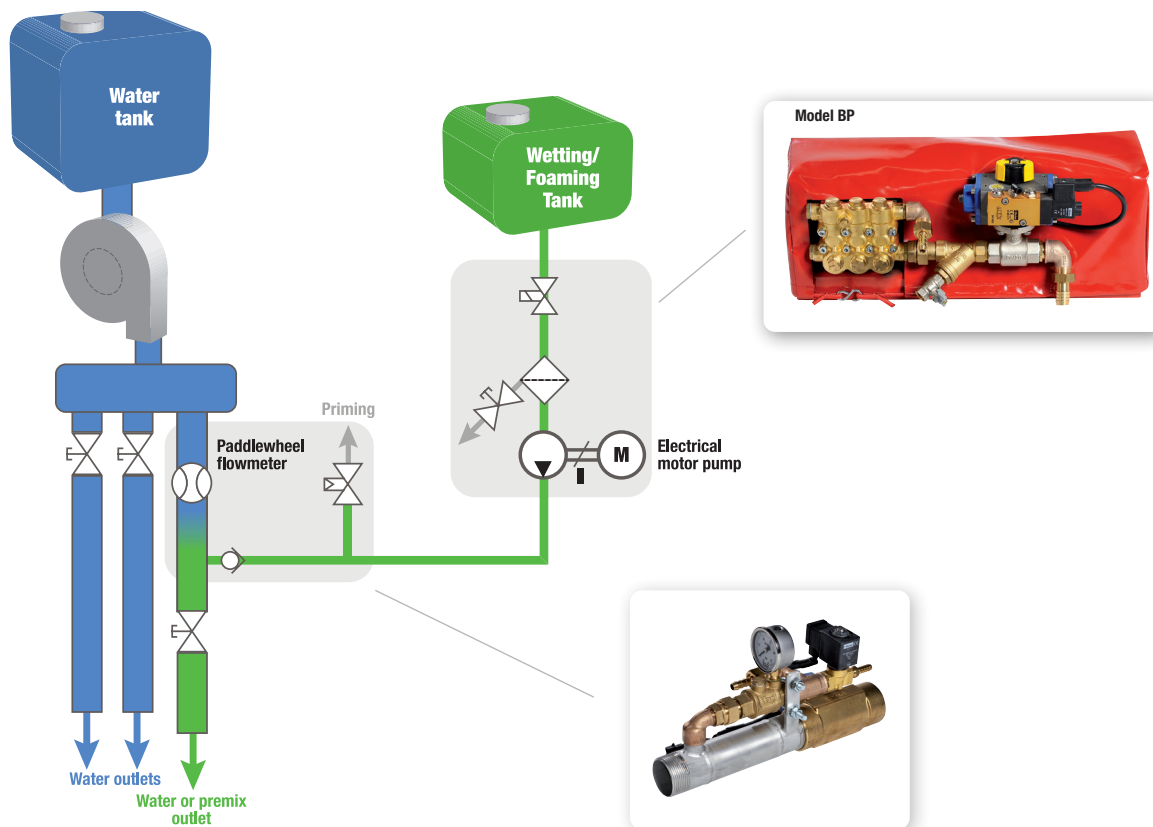 Water
tank
Wetting/
Foaming
Tank
Model BP
Priming
Paddlewheel
flowmeter
M
Electrical
motor pump
Water outlets
Water or premix
outlet